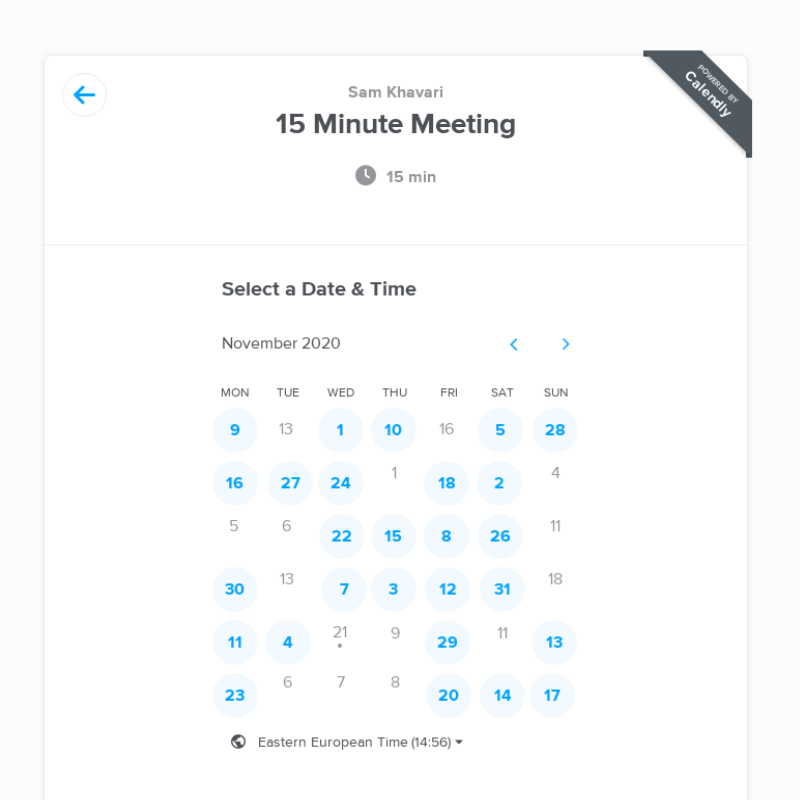 POWERED BY
Calendly
Sam Khavari
15 Minute Meeting
15 min
Select a Date & Time
November 2020
MON TUE WED THU FRI SAT SUN
9 13 1 10 16 5 28
16 27 24 1 18 2 4
5 6 22 15 8 26 11
30 13 7 3 12 31 18
11 4 21 9 29 11 13
23 6 7 8 20 14 17
Eastern European Time (14:56)